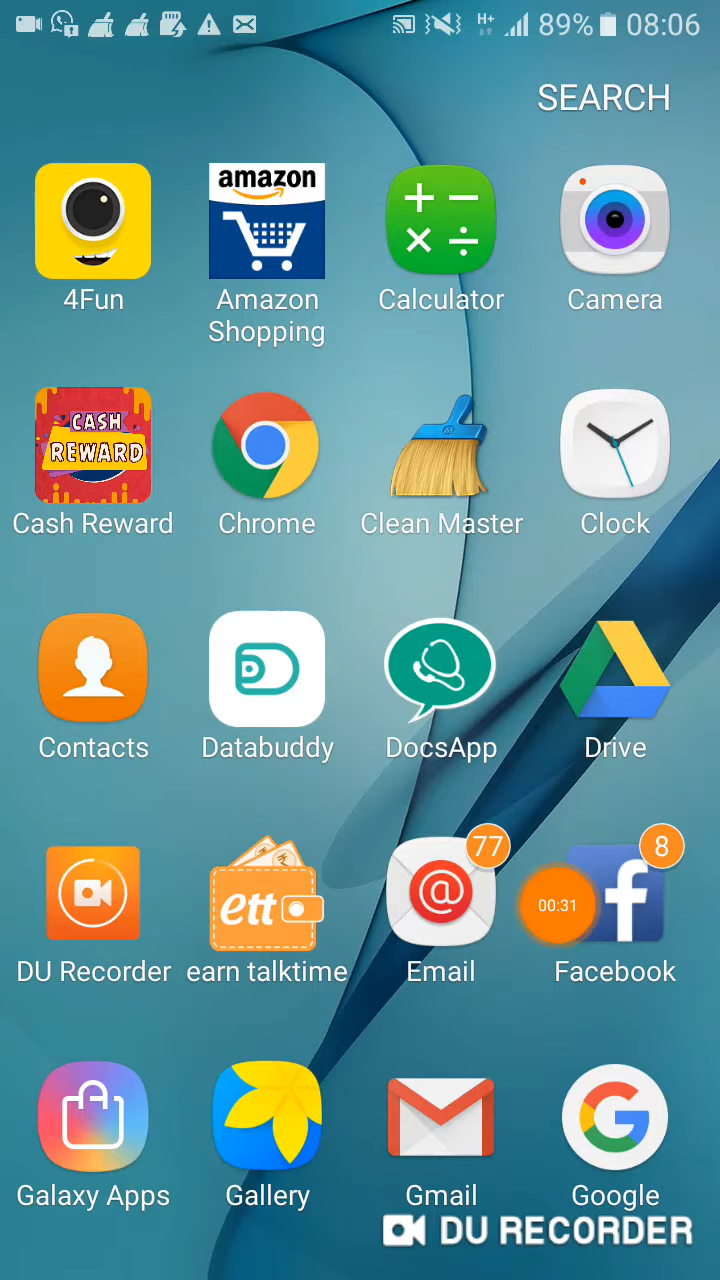 H+ 89% 08:06
SEARCH
amazon
4Fun
Amazon Shopping
Calculator
Camera
CASH
REWARD
M
Cash Reward
Chrome
Clean Master
Clock
D
Contacts
Databuddy
DocsApp
Drive
ett
@
77
00:31
f
8
DU Recorder
earn talktime
Email
Facebook
G
Galaxy Apps
Gallery
Gmail
Google
DU RECORDER